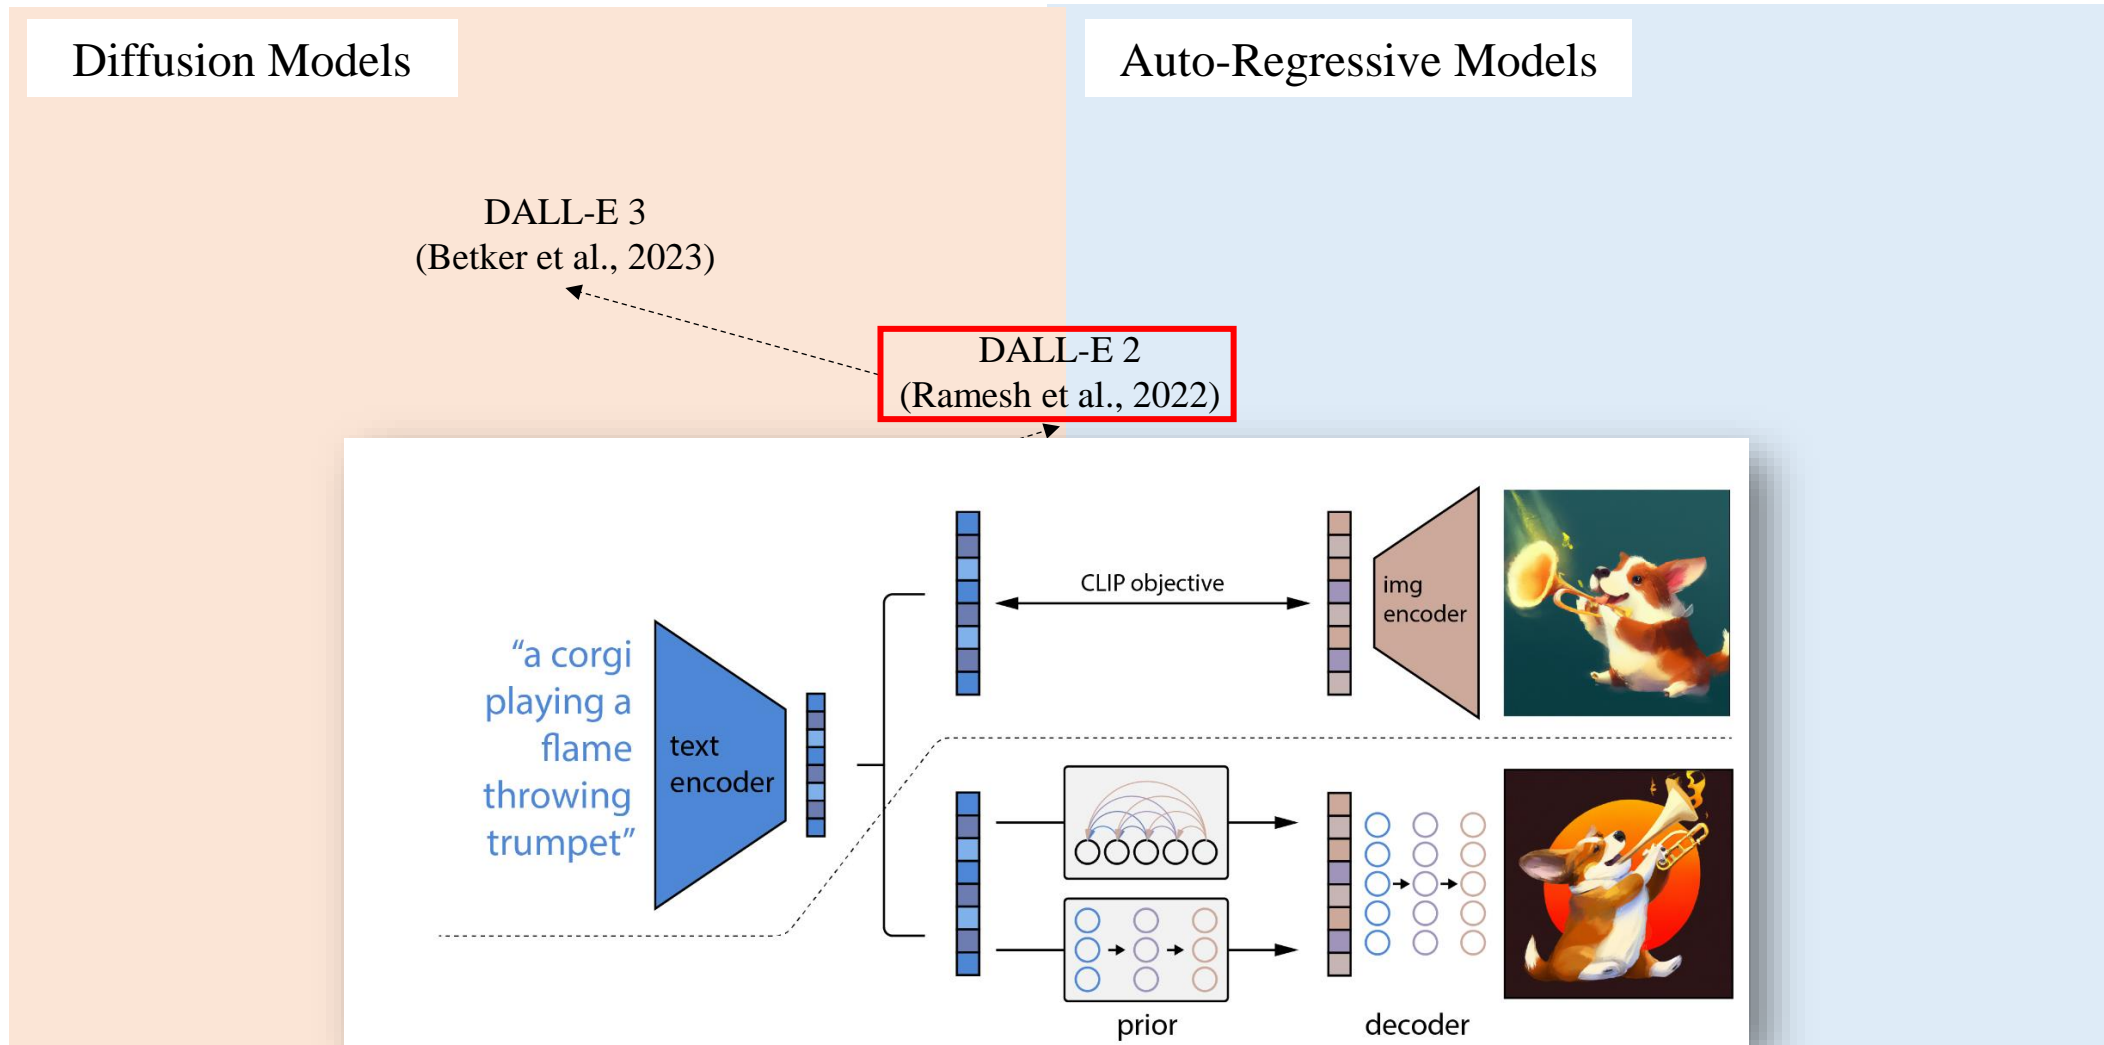 Diffusion Models
Auto-Regressive Models
DALL-E 3
(Betker et al., 2023)
DALL-E 2
(Ramesh et al., 2022)
CLIP objective
img
encoder
“a corgi
playing a
flame
throwing
trumpet”
text
encoder
prior
decoder